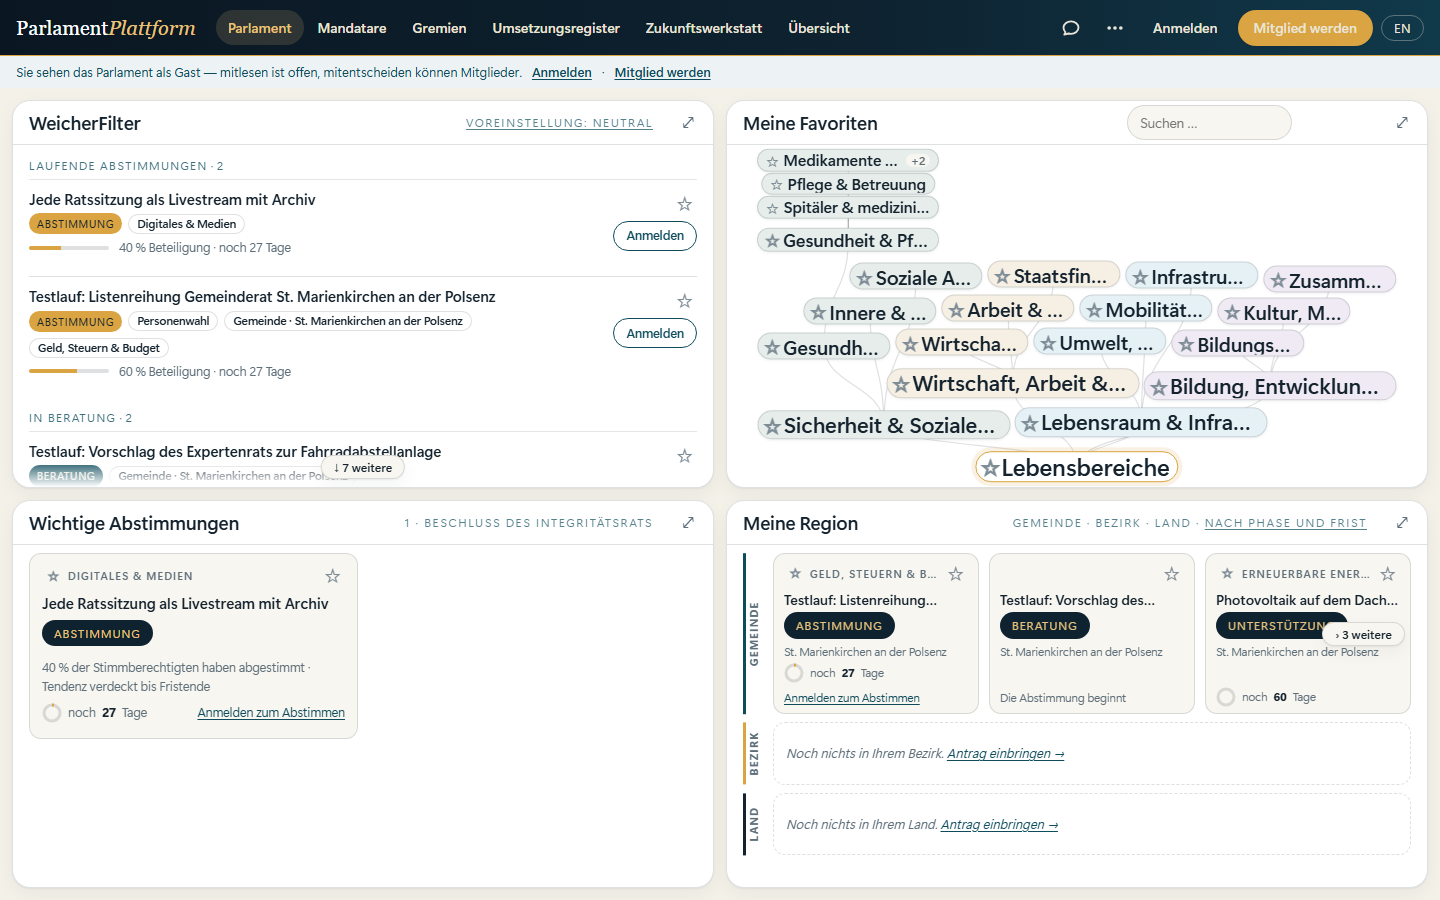 ParlamentPlattform
Parlament
Mandatare
Gremien
Umsetzungsregister
Zukunftswerkstatt
Übersicht
Anmelden
Mitglied werden
EN
Sie sehen das Parlament als Gast — mitlesen ist offen, mitentscheiden können Mitglieder. Anmelden · Mitglied werden
WeicherFilter
VOREINSTELLUNG: NEUTRAL
LAUFENDE ABSTIMMUNGEN · 2
Jede Ratssitzung als Livestream mit Archiv
ABSTIMMUNG
Digitales & Medien
40 % Beteiligung · noch 27 Tage
Anmelden
Testlauf: Listenreihung Gemeinderat St. Marienkirchen an der Polsenz
ABSTIMMUNG
Personenwahl
Gemeinde · St. Marienkirchen an der Polsenz
Geld, Steuern & Budget
60 % Beteiligung · noch 27 Tage
Anmelden
IN BERATUNG · 2
Testlauf: Vorschlag des Expertenrats zur Fahrradabstellanlage
BERATUNG
Gemeinde · St. Marienkirchen an der Polsenz
↓ 7 weitere
Meine Favoriten
Suchen ...
Medikamente ... +2
Pflege & Betreuung
Spitäler & medizini...
Gesundheit & Pf...
Soziale A...
Staatsfin...
Infrastru...
Zusamm...
Innere & ...
Arbeit & ...
Mobilität...
Kultur, M...
Gesundh...
Wirtscha...
Umwelt, ...
Bildungs...
Wirtschaft, Arbeit &...
Bildung, Entwicklun...
Sicherheit & Soziale...
Lebensraum & Infra...
Lebensbereiche
Wichtige Abstimmungen
1 · BESCHLUSS DES INTEGRITÄTSRATS
DIGITALES & MEDIEN
Jede Ratssitzung als Livestream mit Archiv
ABSTIMMUNG
40 % der Stimmberechtigten haben abgestimmt ·
Tendenz verdeckt bis Fristende
noch 27 Tage
Anmelden zum Abstimmen
Meine Region
GEMEINDE · BEZIRK · LAND · NACH PHASE UND FRIST
GEMEINDE
GELD, STEUERN & B...
Testlauf: Listenreihung...
ABSTIMMUNG
St. Marienkirchen an der Polsenz
noch 27 Tage
Anmelden zum Abstimmen
Testlauf: Vorschlag des...
BERATUNG
St. Marienkirchen an der Polsenz
Die Abstimmung beginnt
ERNEUERBARE ENER...
Photovoltaik auf dem Dach...
UNTERSTÜTZUN
› 3 weitere
St. Marienkirchen an der Polsenz
noch 60 Tage
BEZIRK
Noch nichts in Ihrem Bezirk. Antrag einbringen →
LAND
Noch nichts in Ihrem Land. Antrag einbringen →